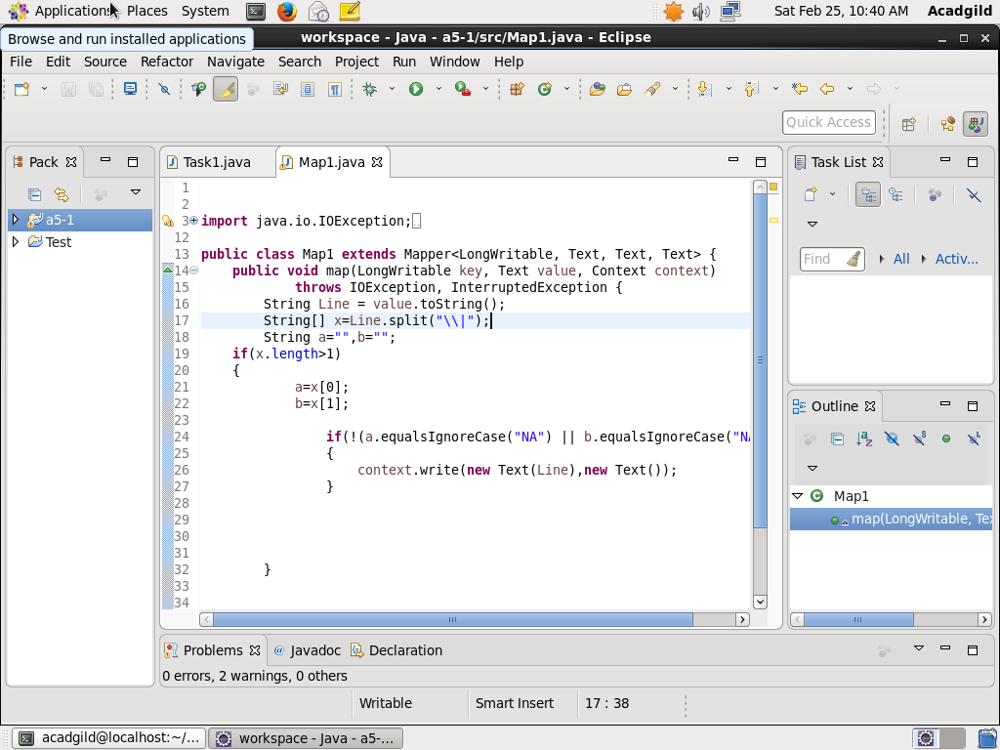 Applications Places System Sat Feb 25, 10:40 AM Acadgild
Browse and run installed applications
workspace - Java - a5-1/src/Map1.java - Eclipse
File Edit Source Refactor Navigate Search Project Run Window Help
Quick Access
Pack
Task1.java Map1.java
Task List
a5-1
Test
Find All Activ...
1
2
3 import java.io.IOException;
12
13 public class Map1 extends Mapper<LongWritable, Text, Text, Text> {
14 public void map(LongWritable key, Text value, Context context)
15 throws IOException, InterruptedException {
16 String Line = value.toString();
17 String[] x=Line.split("\\|");
18 String a="",b="";
19 if(x.length>1)
20 {
21 a=x[0];
22 b=x[1];
23
24 if(!(a.equalsIgnoreCase("NA") || b.equalsIgnoreCase("NA
25 {
26 context.write(new Text(Line),new Text());
27 }
28
29
30
31
32 }
33
34
Outline
Map1
map(LongWritable, Tex
Problems @ Javadoc Declaration
0 errors, 2 warnings, 0 others
Writable Smart Insert 17 : 38
acadgild@localhost:~/... workspace - Java - a5-...